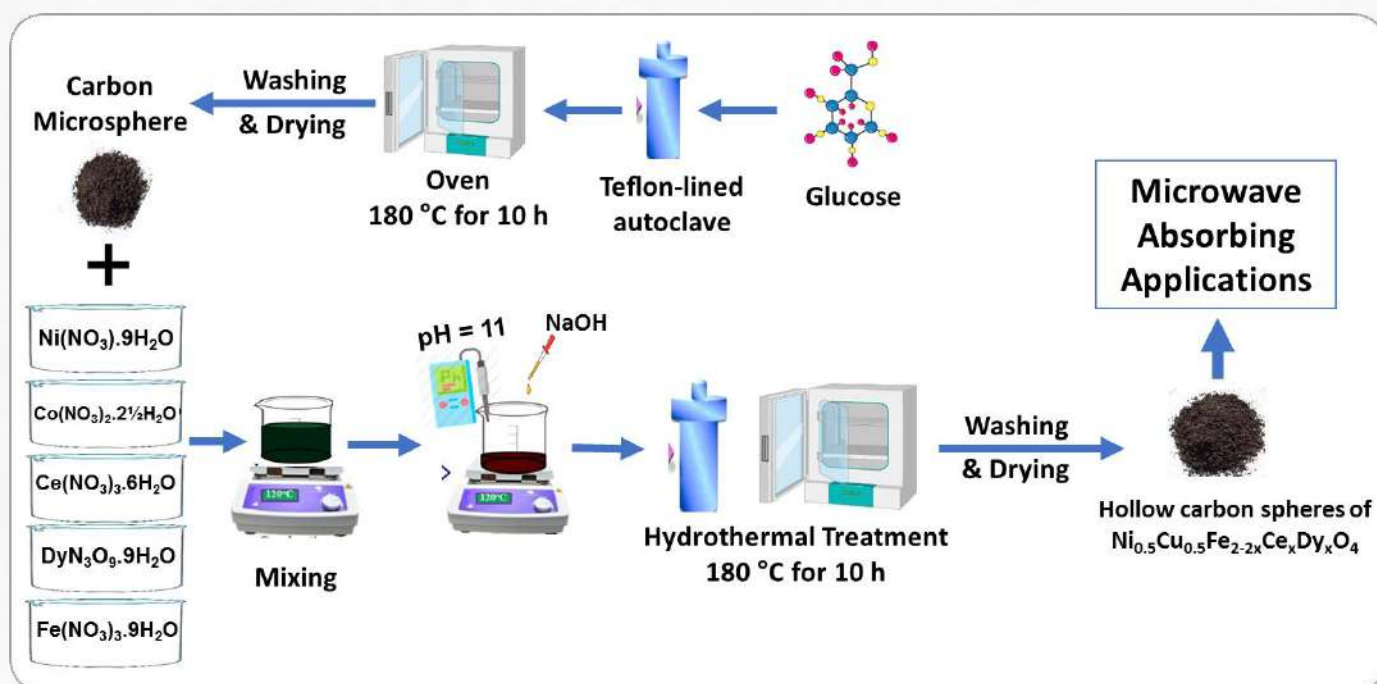 Carbon
Microsphere
Washing
& Drying
Oven
180 °C for 10 h
Teflon-lined
autoclave
Glucose
Microwave
Absorbing
Applications
Ni(NO₃).9H₂O
Co(NO₃)₂.2½H₂O
Ce(NO₃)₃.6H₂O
DyN₃O₉.9H₂O
Fe(NO₃)₃.9H₂O
120°C
Mixing
pH = 11
NaOH
Ph
120°C
Hydrothermal Treatment
180 °C for 10 h
Washing
& Drying
Hollow carbon spheres of
Ni₀.₅Cu₀.₅Fe₂₋₂ₓCeₓDyₓO₄